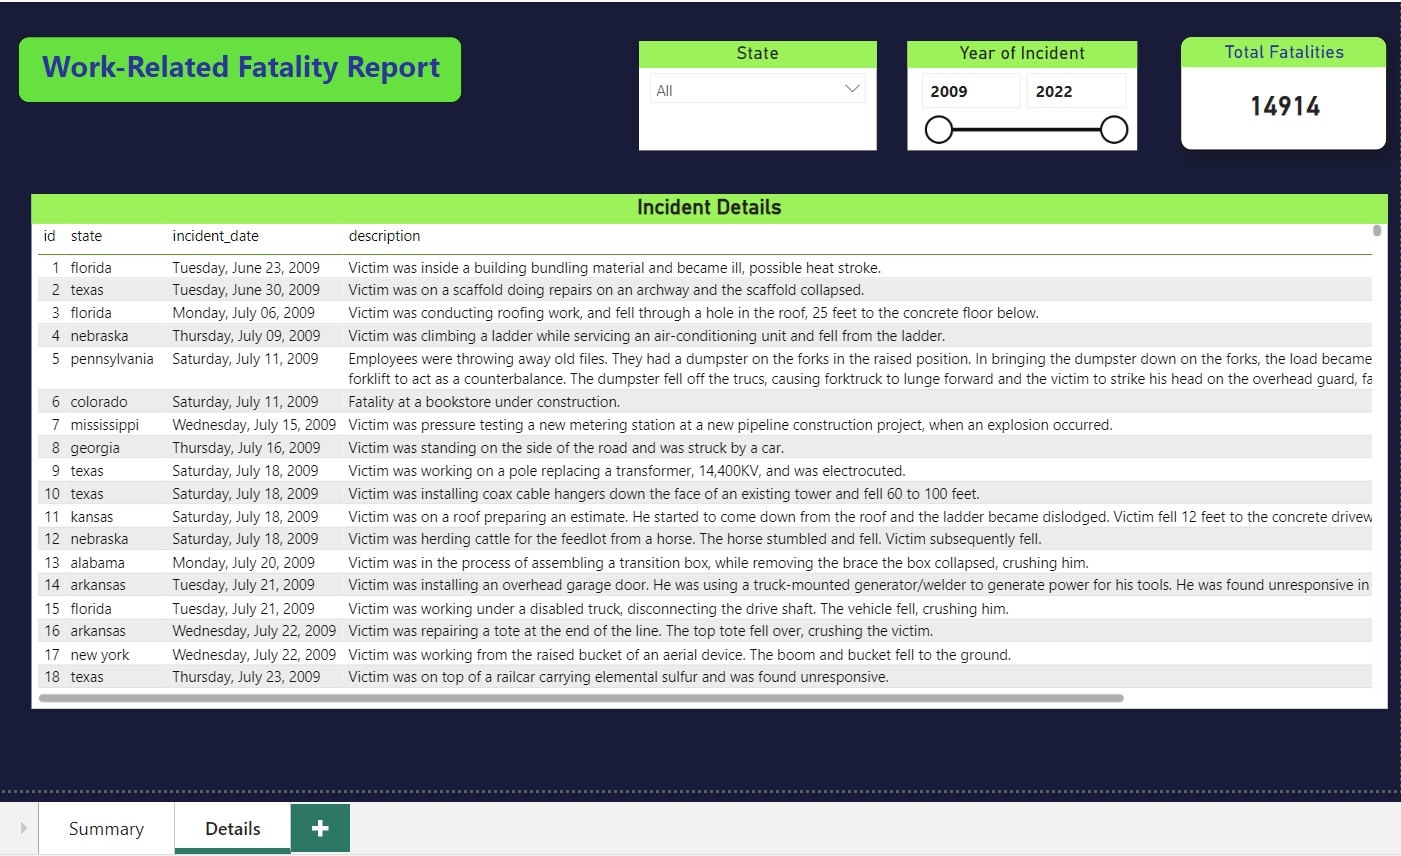 Work-Related Fatality Report
State
All
Year of Incident
2009 2022
Total Fatalities
14914
Incident Details
id state incident_date description
1 florida Tuesday, June 23, 2009 Victim was inside a building bundling material and became ill, possible heat stroke.
2 texas Tuesday, June 30, 2009 Victim was on a scaffold doing repairs on an archway and the scaffold collapsed.
3 florida Monday, July 06, 2009 Victim was conducting roofing work, and fell through a hole in the roof, 25 feet to the concrete floor below.
4 nebraska Thursday, July 09, 2009 Victim was climbing a ladder while servicing an air-conditioning unit and fell from the ladder.
5 pennsylvania Saturday, July 11, 2009 Employees were throwing away old files. They had a dumpster on the forks in the raised position. In bringing the dumpster down on the forks, the load became
forklift to act as a counterbalance. The dumpster fell off the trucs, causing forktruck to lunge forward and the victim to strike his head on the overhead guard, fa
6 colorado Saturday, July 11, 2009 Fatality at a bookstore under construction.
7 mississippi Wednesday, July 15, 2009 Victim was pressure testing a new metering station at a new pipeline construction project, when an explosion occurred.
8 georgia Thursday, July 16, 2009 Victim was standing on the side of the road and was struck by a car.
9 texas Saturday, July 18, 2009 Victim was working on a pole replacing a transformer, 14,400KV, and was electrocuted.
10 texas Saturday, July 18, 2009 Victim was installing coax cable hangers down the face of an existing tower and fell 60 to 100 feet.
11 kansas Saturday, July 18, 2009 Victim was on a roof preparing an estimate. He started to come down from the roof and the ladder became dislodged. Victim fell 12 feet to the concrete drivew
12 nebraska Saturday, July 18, 2009 Victim was herding cattle for the feedlot from a horse. The horse stumbled and fell. Victim subsequently fell.
13 alabama Monday, July 20, 2009 Victim was in the process of assembling a transition box, while removing the brace the box collapsed, crushing him.
14 arkansas Tuesday, July 21, 2009 Victim was installing an overhead garage door. He was using a truck-mounted generator/welder to generate power for his tools. He was found unresponsive in
15 florida Tuesday, July 21, 2009 Victim was working under a disabled truck, disconnecting the drive shaft. The vehicle fell, crushing him.
16 arkansas Wednesday, July 22, 2009 Victim was repairing a tote at the end of the line. The top tote fell over, crushing the victim.
17 new york Wednesday, July 22, 2009 Victim was working from the raised bucket of an aerial device. The boom and bucket fell to the ground.
18 texas Thursday, July 23, 2009 Victim was on top of a railcar carrying elemental sulfur and was found unresponsive.
Summary Details +